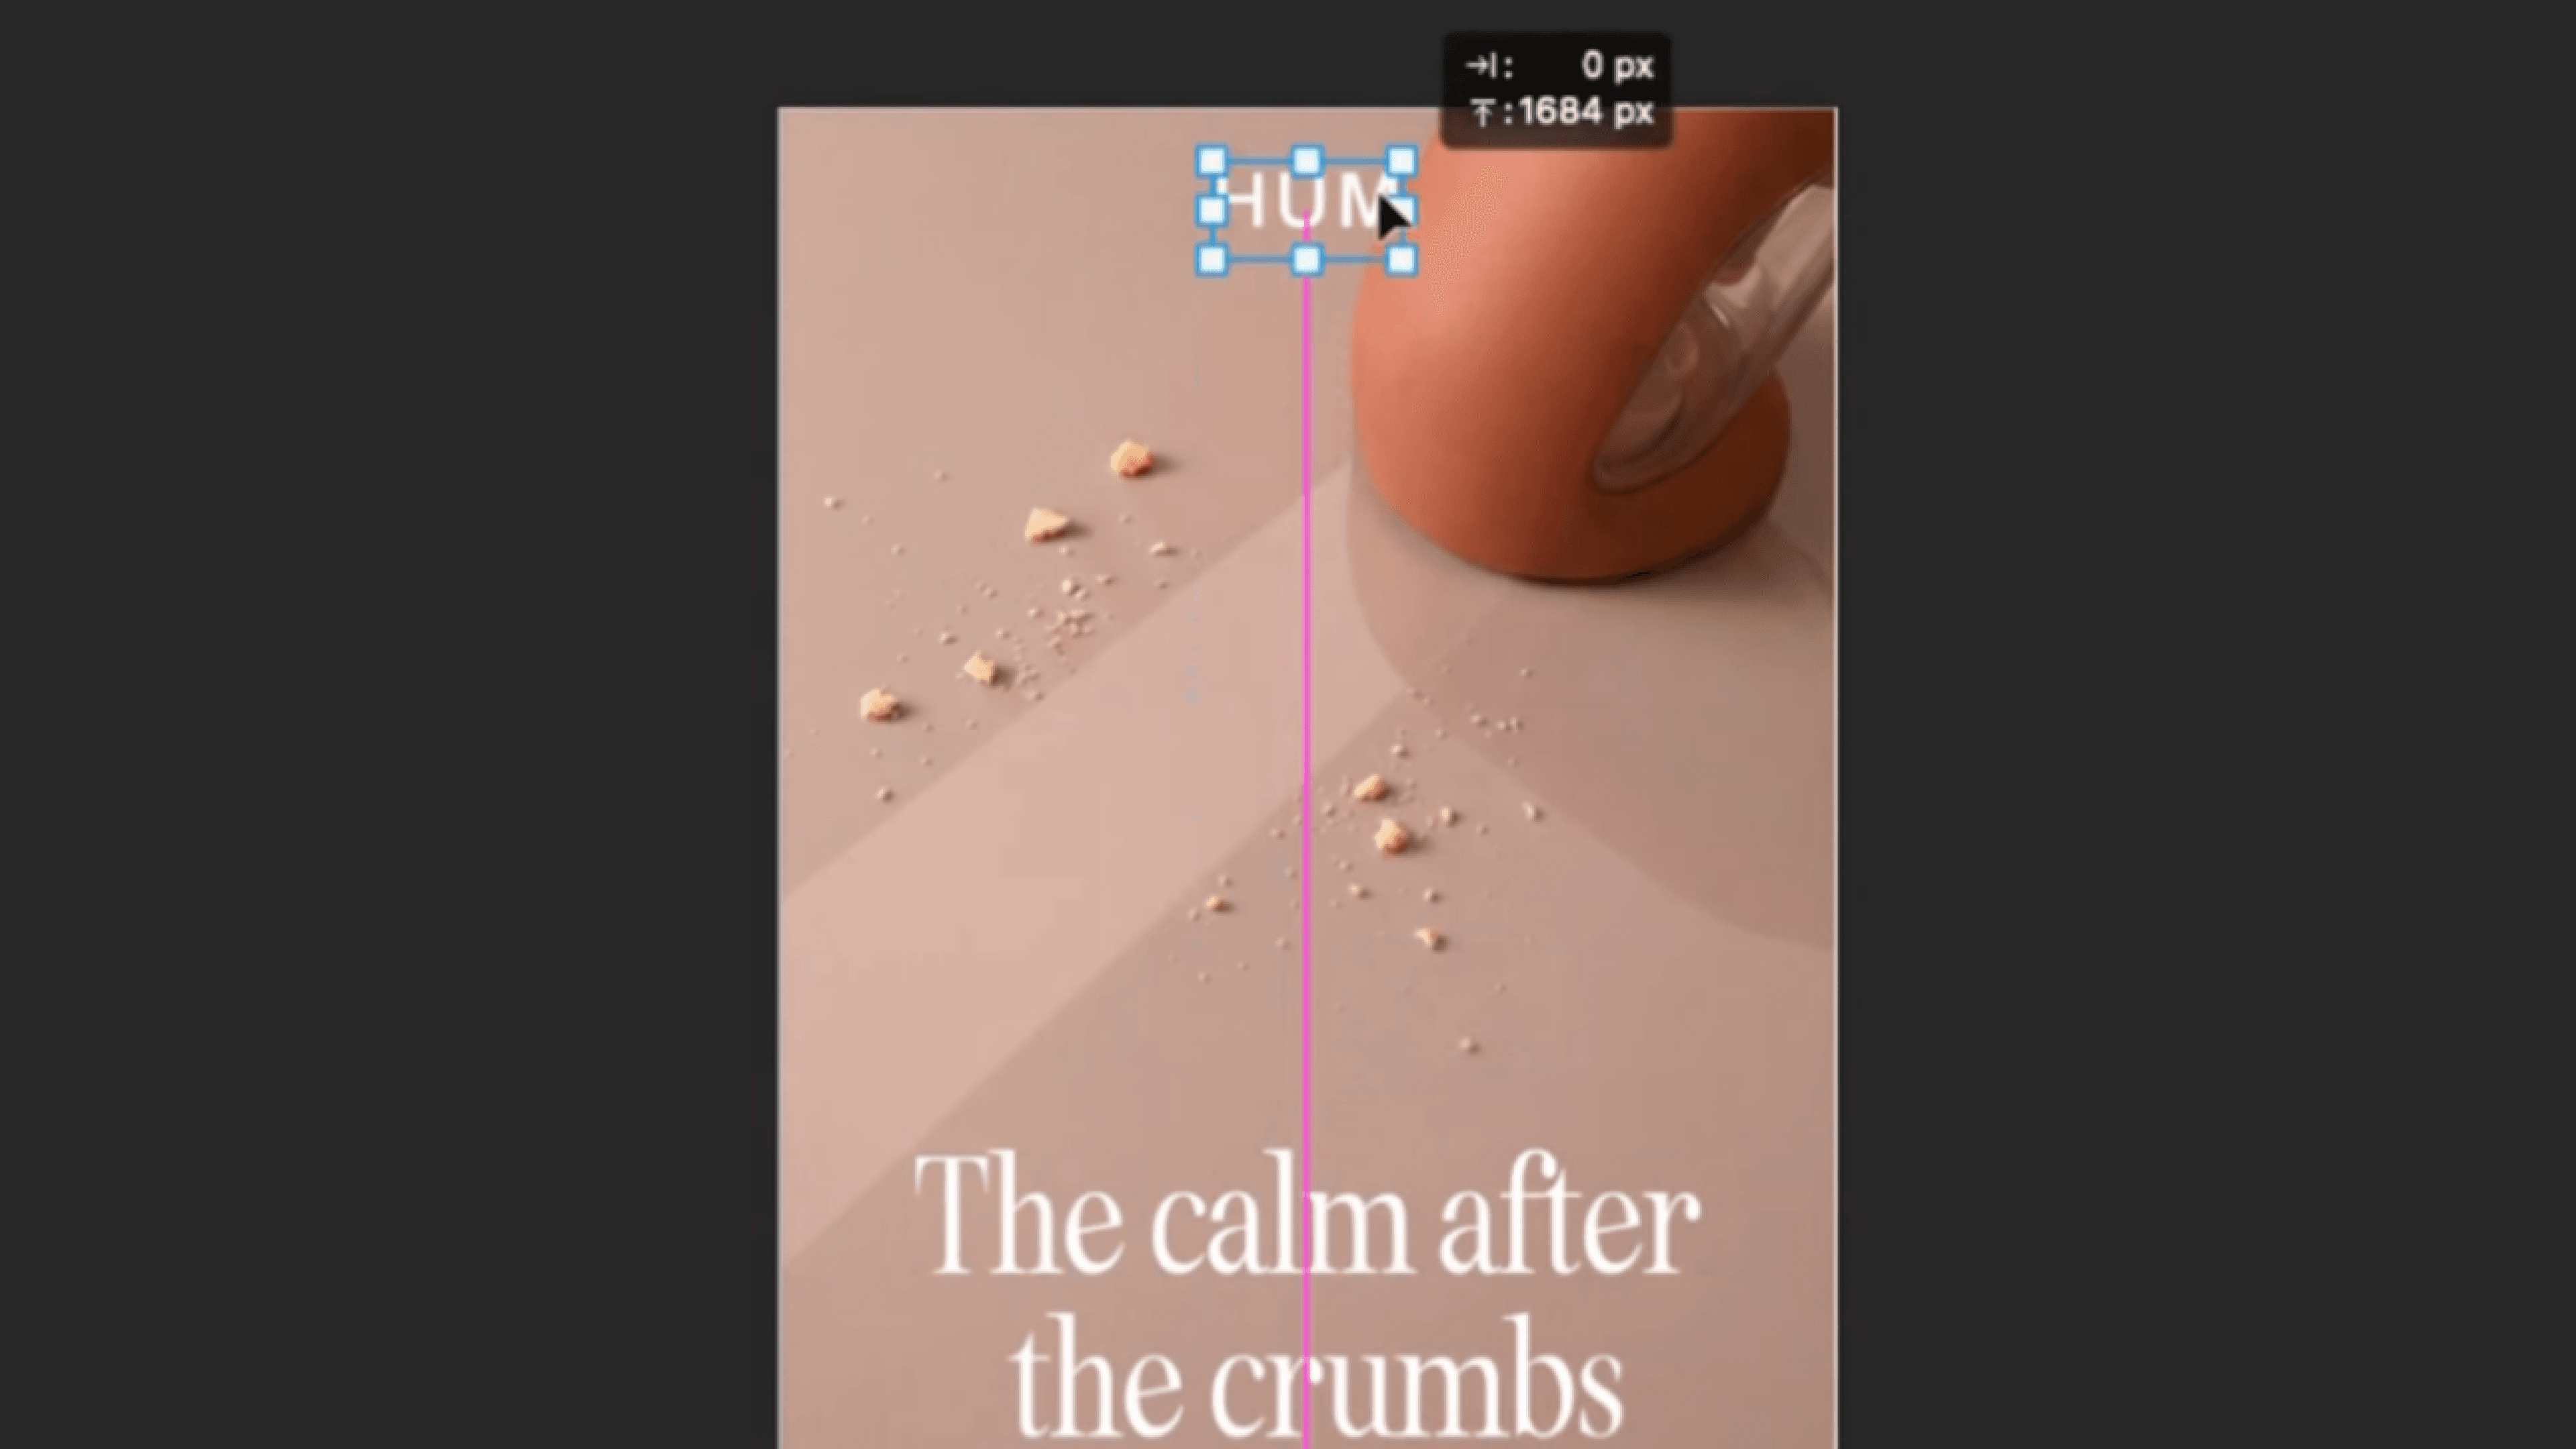 →|: 0 px
⤒: 1684 px
HUM
The calm after
the crumbs